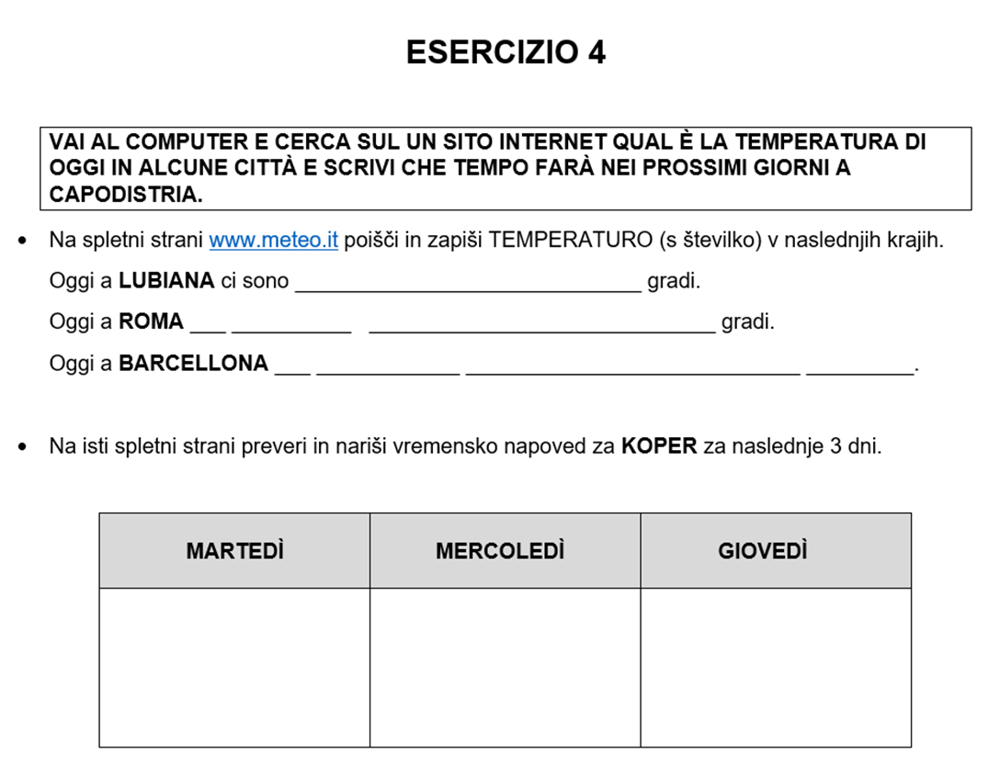 ESERCIZIO 4
VAI AL COMPUTER E CERCA SUL UN SITO INTERNET QUAL È LA TEMPERATURA DI
OGGI IN ALCUNE CITTÀ E SCRIVI CHE TEMPO FARÀ NEI PROSSIMI GIORNI A
CAPODISTRIA.
• Na spletni strani www.meteo.it poišči in zapiši TEMPERATURO (s številko) v naslednjih krajih.
Oggi a LUBIANA ci sono _____________________________ gradi.
Oggi a ROMA ___ __________ _____________________________ gradi.
Oggi a BARCELLONA ___ ____________ ____________________________ _________.
• Na isti spletni strani preveri in nariši vremensko napoved za KOPER za naslednje 3 dni.
MARTEDÌ MERCOLEDÌ GIOVEDÌ